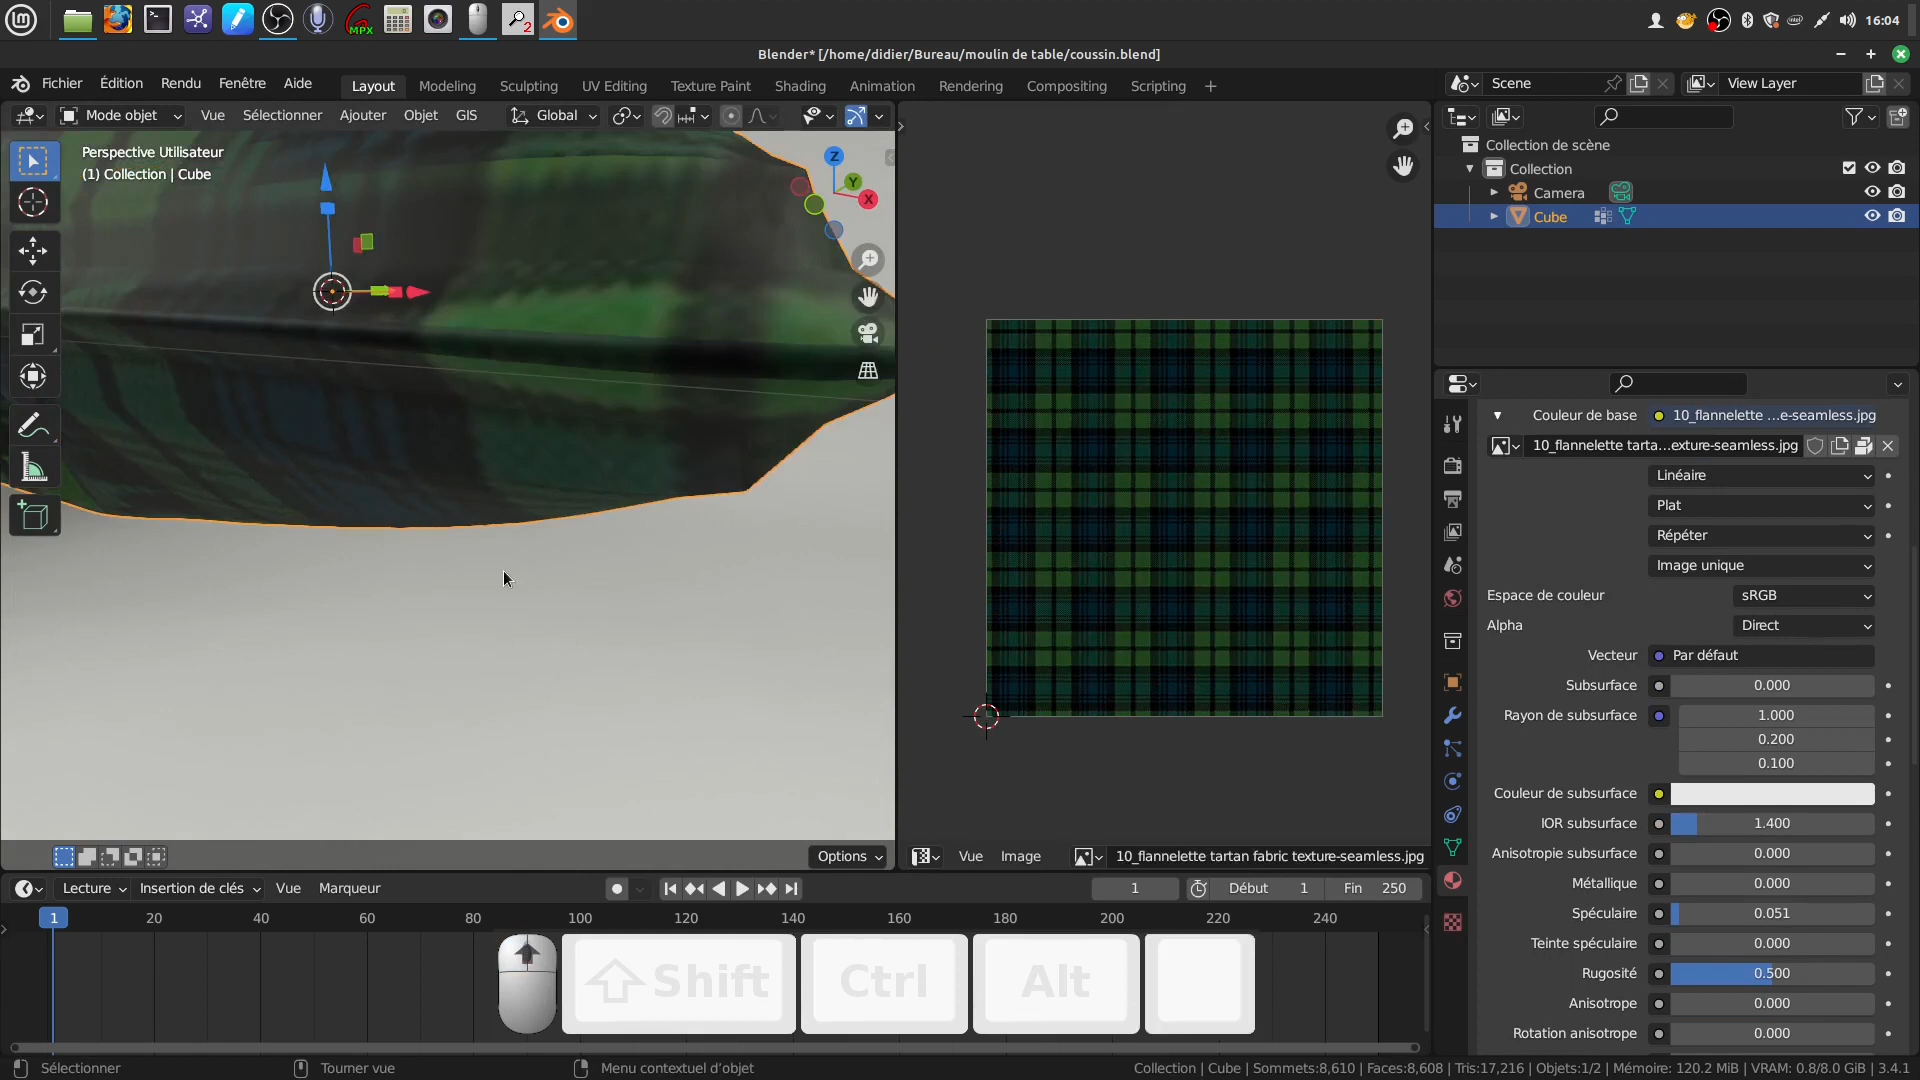 MPX
2
16:04
Blender* [/home/didier/Bureau/moulin de table/coussin.blend]
Fichier Édition Rendu Fenêtre Aide
Layout Modeling Sculpting UV Editing Texture Paint Shading Animation Rendering Compositing Scripting +
Scene View Layer
Mode objet Vue Sélectionner Ajouter Objet GIS Global
Perspective Utilisateur
(1) Collection | Cube
Z
Y
X
Collection de scène
Collection
Camera
Cube
Couleur de base 10_flannelette ...e-seamless.jpg
10_flannelette tarta...exture-seamless.jpg
Linéaire
Plat
Répéter
Image unique
Espace de couleur sRGB
Alpha Direct
Vecteur Par défaut
Subsurface 0.000
Rayon de subsurface 1.000
0.200
0.100
Couleur de subsurface
IOR subsurface 1.400
Anisotropie subsurface 0.000
Métallique 0.000
Spéculaire 0.051
Teinte spéculaire 0.000
Rugosité 0.500
Anisotrope 0.000
Rotation anisotrope 0.000
Options
Vue Image 10_flannelette tartan fabric texture-seamless.jpg
Lecture Insertion de clés Vue Marqueur 1 Début 1 Fin 250
1 20 40 60 80 100 120 140 160 180 200 220 240
Shift Ctrl Alt
Sélectionner Tourner vue Menu contextuel d'objet Collection | Cube | Sommets:8,610 | Faces:8,608 | Tris:17,216 | Objets:1/2 | Mémoire: 120.2 MiB | VRAM: 0.8/8.0 GiB | 3.4.1